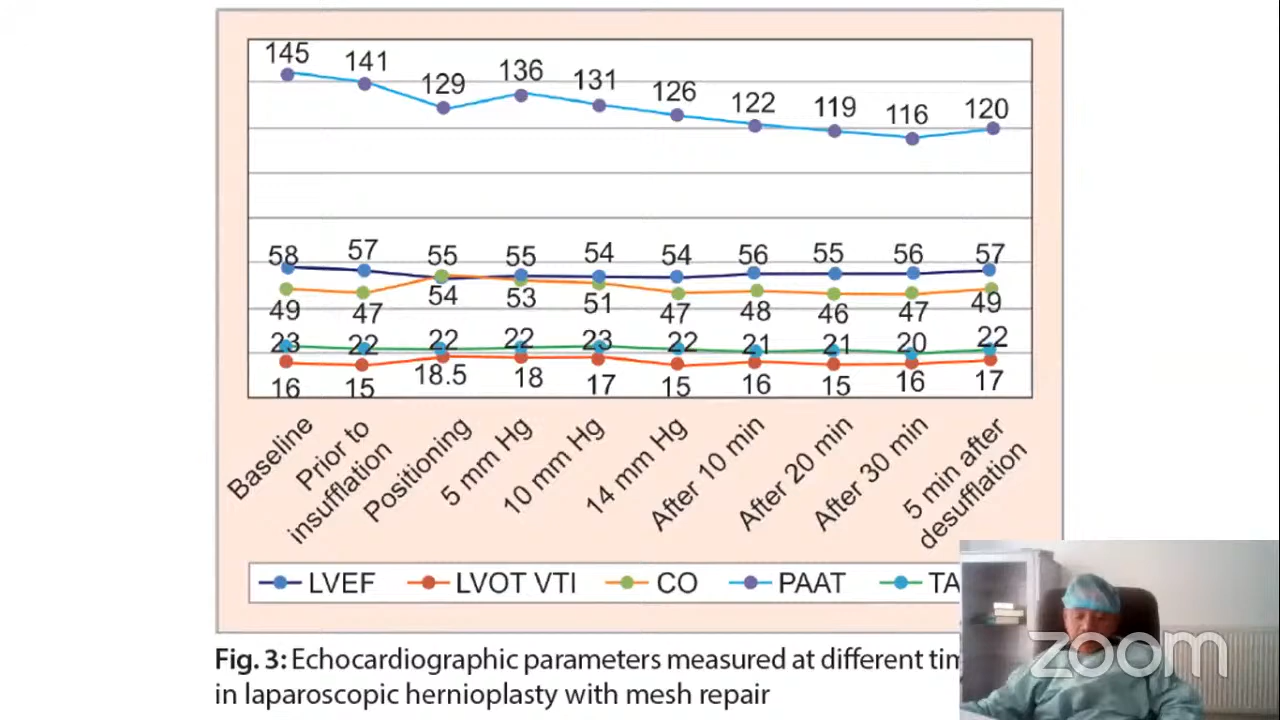 145 141 129 136 131 126 122 119 116 120
58 57 55 55 54 54 56 55 56 57
49 47 54 53 51 47 48 46 47 49
23 22 22 22 23 22 21 21 20 22
16 15 18.5 18 17 15 16 15 16 17
Baseline
Prior to
insufflation
Positioning
5 mm Hg
10 mm Hg
14 mm Hg
After 10 min
After 20 min
After 30 min
5 min after
desufflation
LVEF LVOT VTI CO PAAT TA
Fig. 3: Echocardiographic parameters measured at different
in laparoscopic hernioplasty with mesh repair
zoom